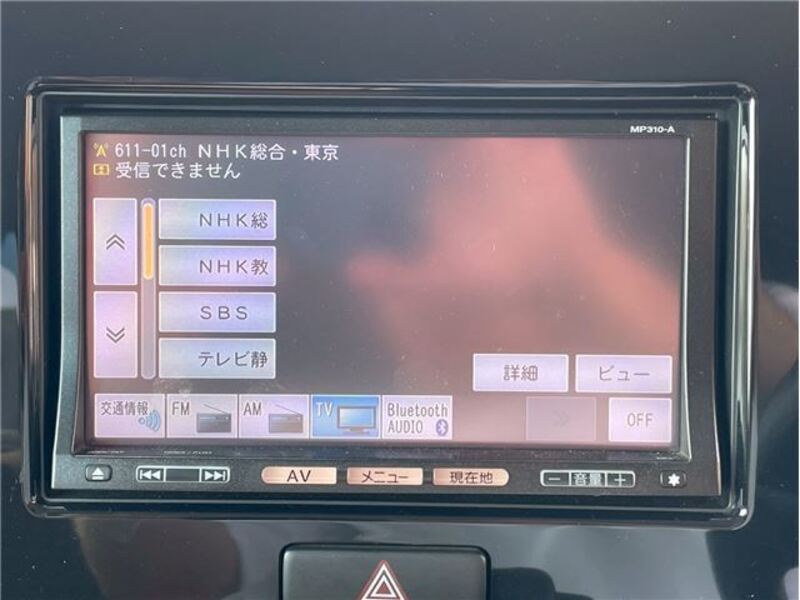 MP310-A
611-01ch NHK総合・東京
受信できません
NHK総
NHK教
SBS
テレビ静
詳細 ビュー
交通情報 FM AM TV Bluetooth AUDIO OFF
AV メニュー 現在地 音量